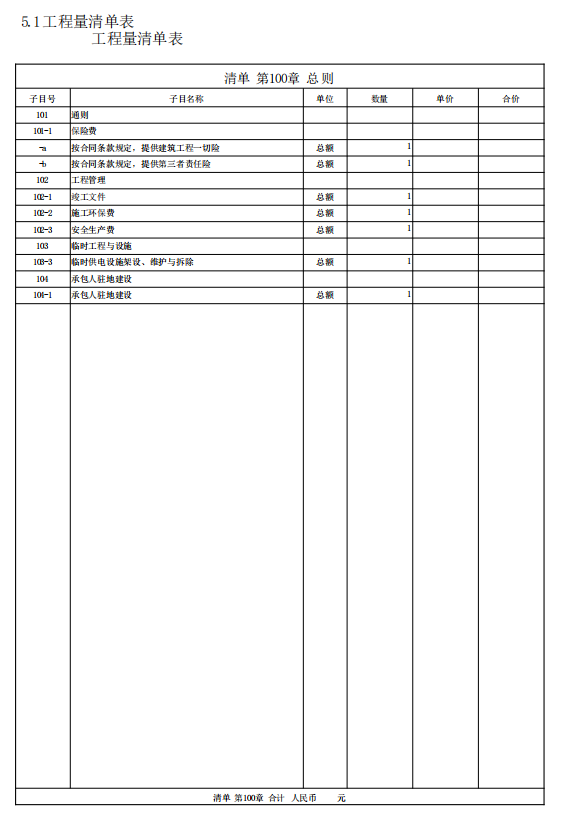 5.1工程量清单表
工程量清单表
清单 第100章 总 则
子目号 子目名称 单位 数量 单价 合价
101 通则
101-1 保险费
-a 按合同条款规定，提供建筑工程一切险 总额 1
-b 按合同条款规定，提供第三者责任险 总额 1
102 工程管理
102-1 竣工文件 总额 1
102-2 施工环保费 总额 1
102-3 安全生产费 总额 1
103 临时工程与设施
103-3 临时供电设施架设、维护与拆除 总额 1
104 承包人驻地建设
104-1 承包人驻地建设 总额 1
清单 第100章 合计 人民币 元